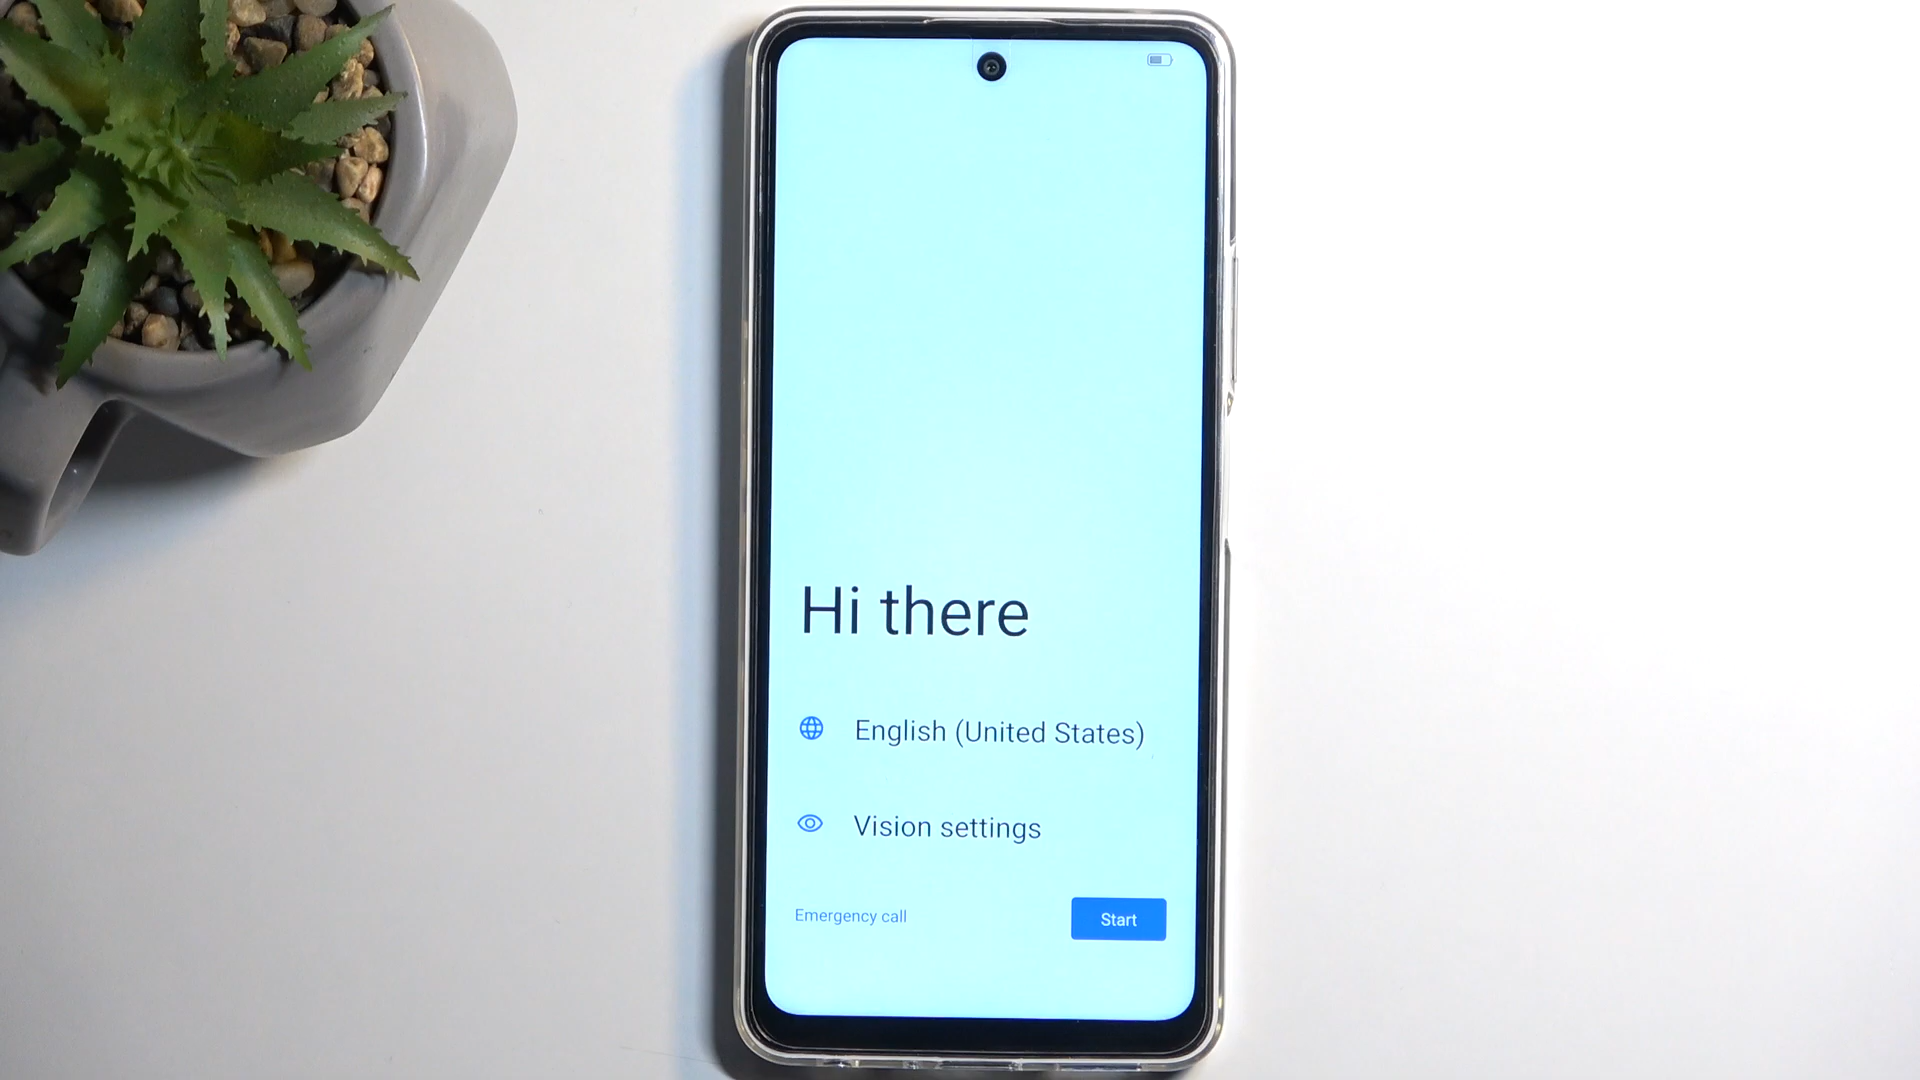 Hi there
English (United States)
Vision settings
Emergency call
Start